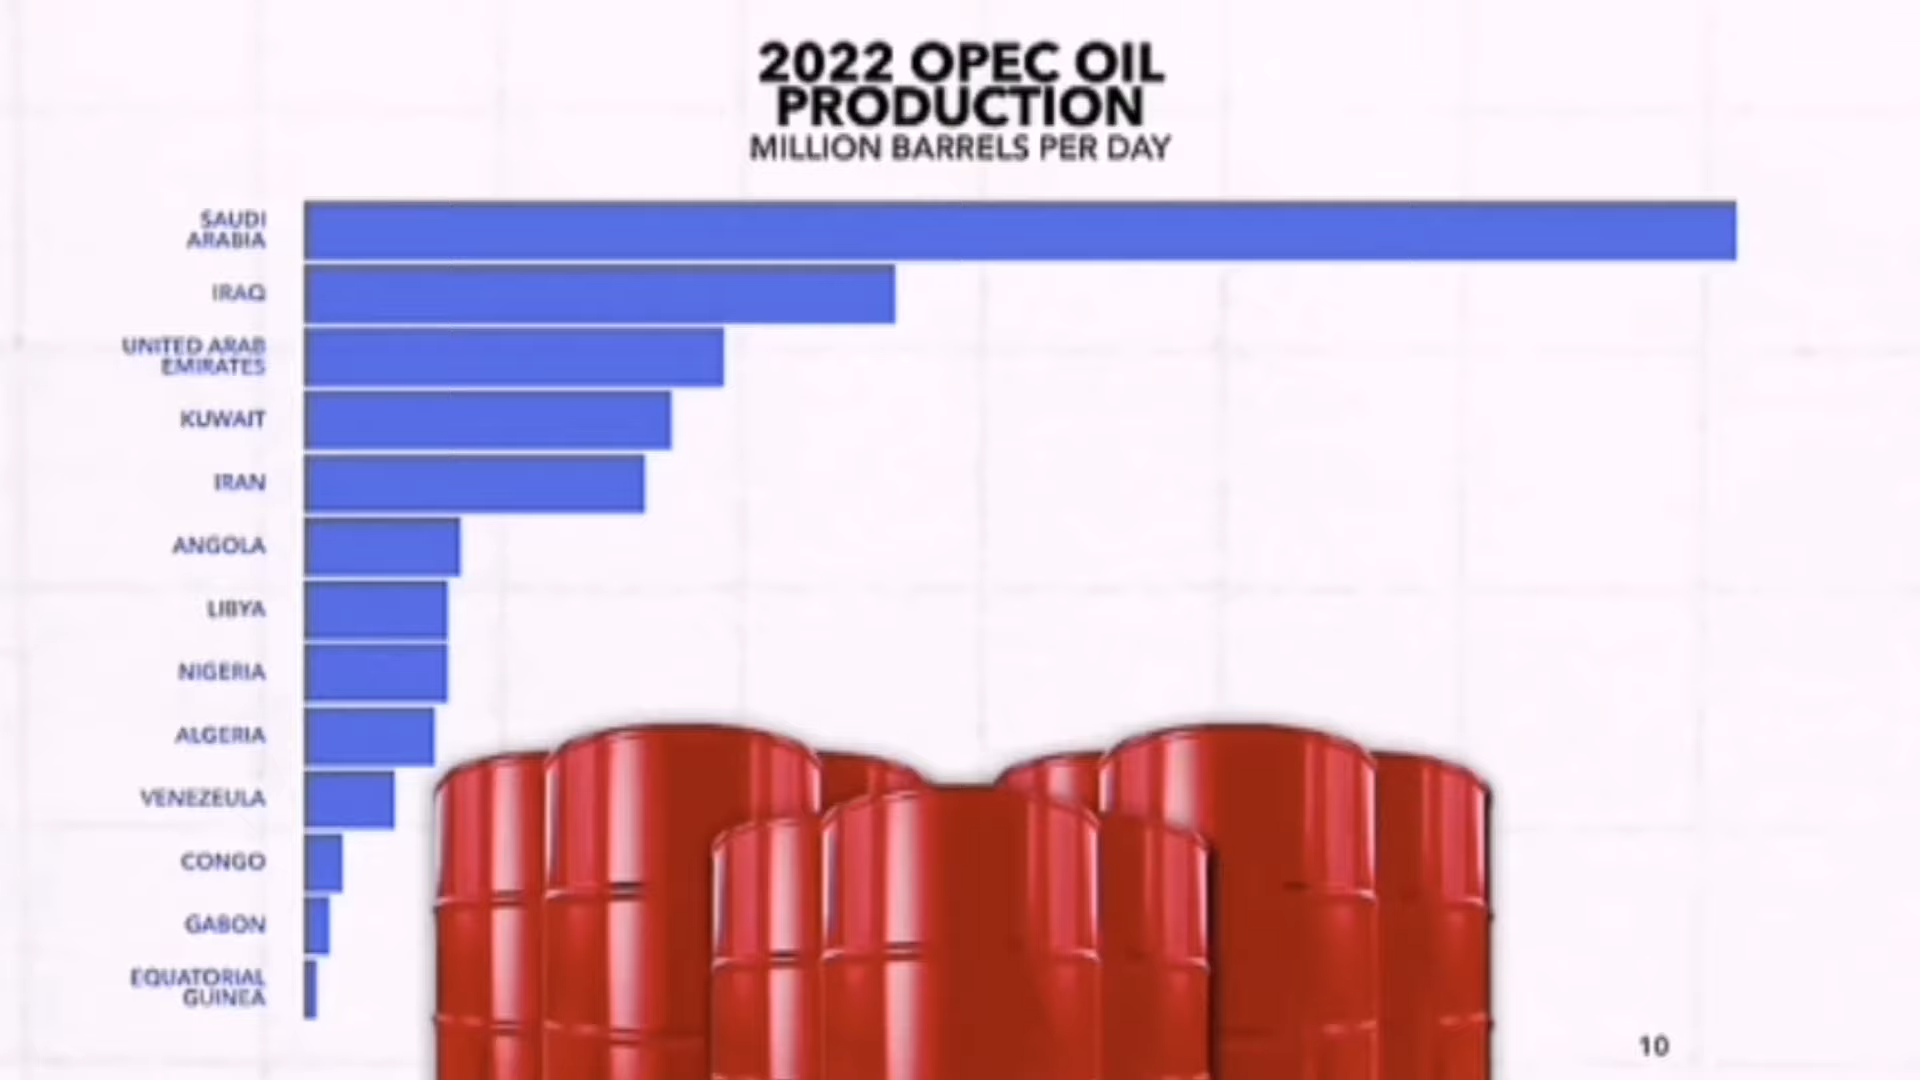 2022 OPEC OIL
PRODUCTION
MILLION BARRELS PER DAY
SAUDI
ARABIA
IRAQ
UNITED ARAB
EMIRATES
KUWAIT
IRAN
ANGOLA
LIBYA
NIGERIA
ALGERIA
VENEZEULA
CONGO
GABON
EQUATORIAL
GUINEA
10